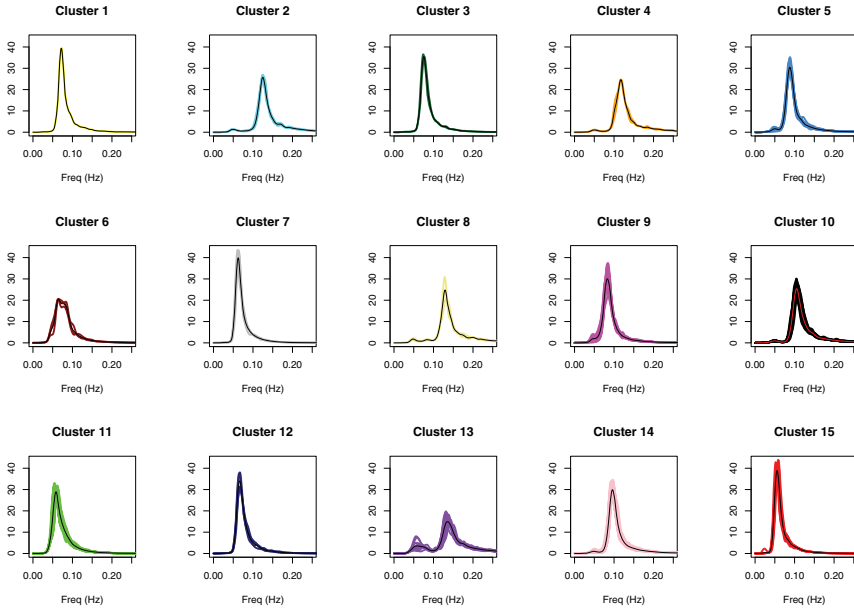 Cluster 1 Cluster 2 Cluster 3 Cluster 4 Cluster 5
40 40 40 40 40
30 30 30 30 30
20 20 20 20 20
10 10 10 10 10
0 0 0 0 0
0.00 0.10 0.20 0.00 0.10 0.20 0.00 0.10 0.20 0.00 0.10 0.20 0.00 0.10 0.20
Freq (Hz) Freq (Hz) Freq (Hz) Freq (Hz) Freq (Hz)
Cluster 6 Cluster 7 Cluster 8 Cluster 9 Cluster 10
40 40 40 40 40
30 30 30 30 30
20 20 20 20 20
10 10 10 10 10
0 0 0 0 0
0.00 0.10 0.20 0.00 0.10 0.20 0.00 0.10 0.20 0.00 0.10 0.20 0.00 0.10 0.20
Freq (Hz) Freq (Hz) Freq (Hz) Freq (Hz) Freq (Hz)
Cluster 11 Cluster 12 Cluster 13 Cluster 14 Cluster 15
40 40 40 40 40
30 30 30 30 30
20 20 20 20 20
10 10 10 10 10
0 0 0 0 0
0.00 0.10 0.20 0.00 0.10 0.20 0.00 0.10 0.20 0.00 0.10 0.20 0.00 0.10 0.20
Freq (Hz) Freq (Hz) Freq (Hz) Freq (Hz) Freq (Hz)